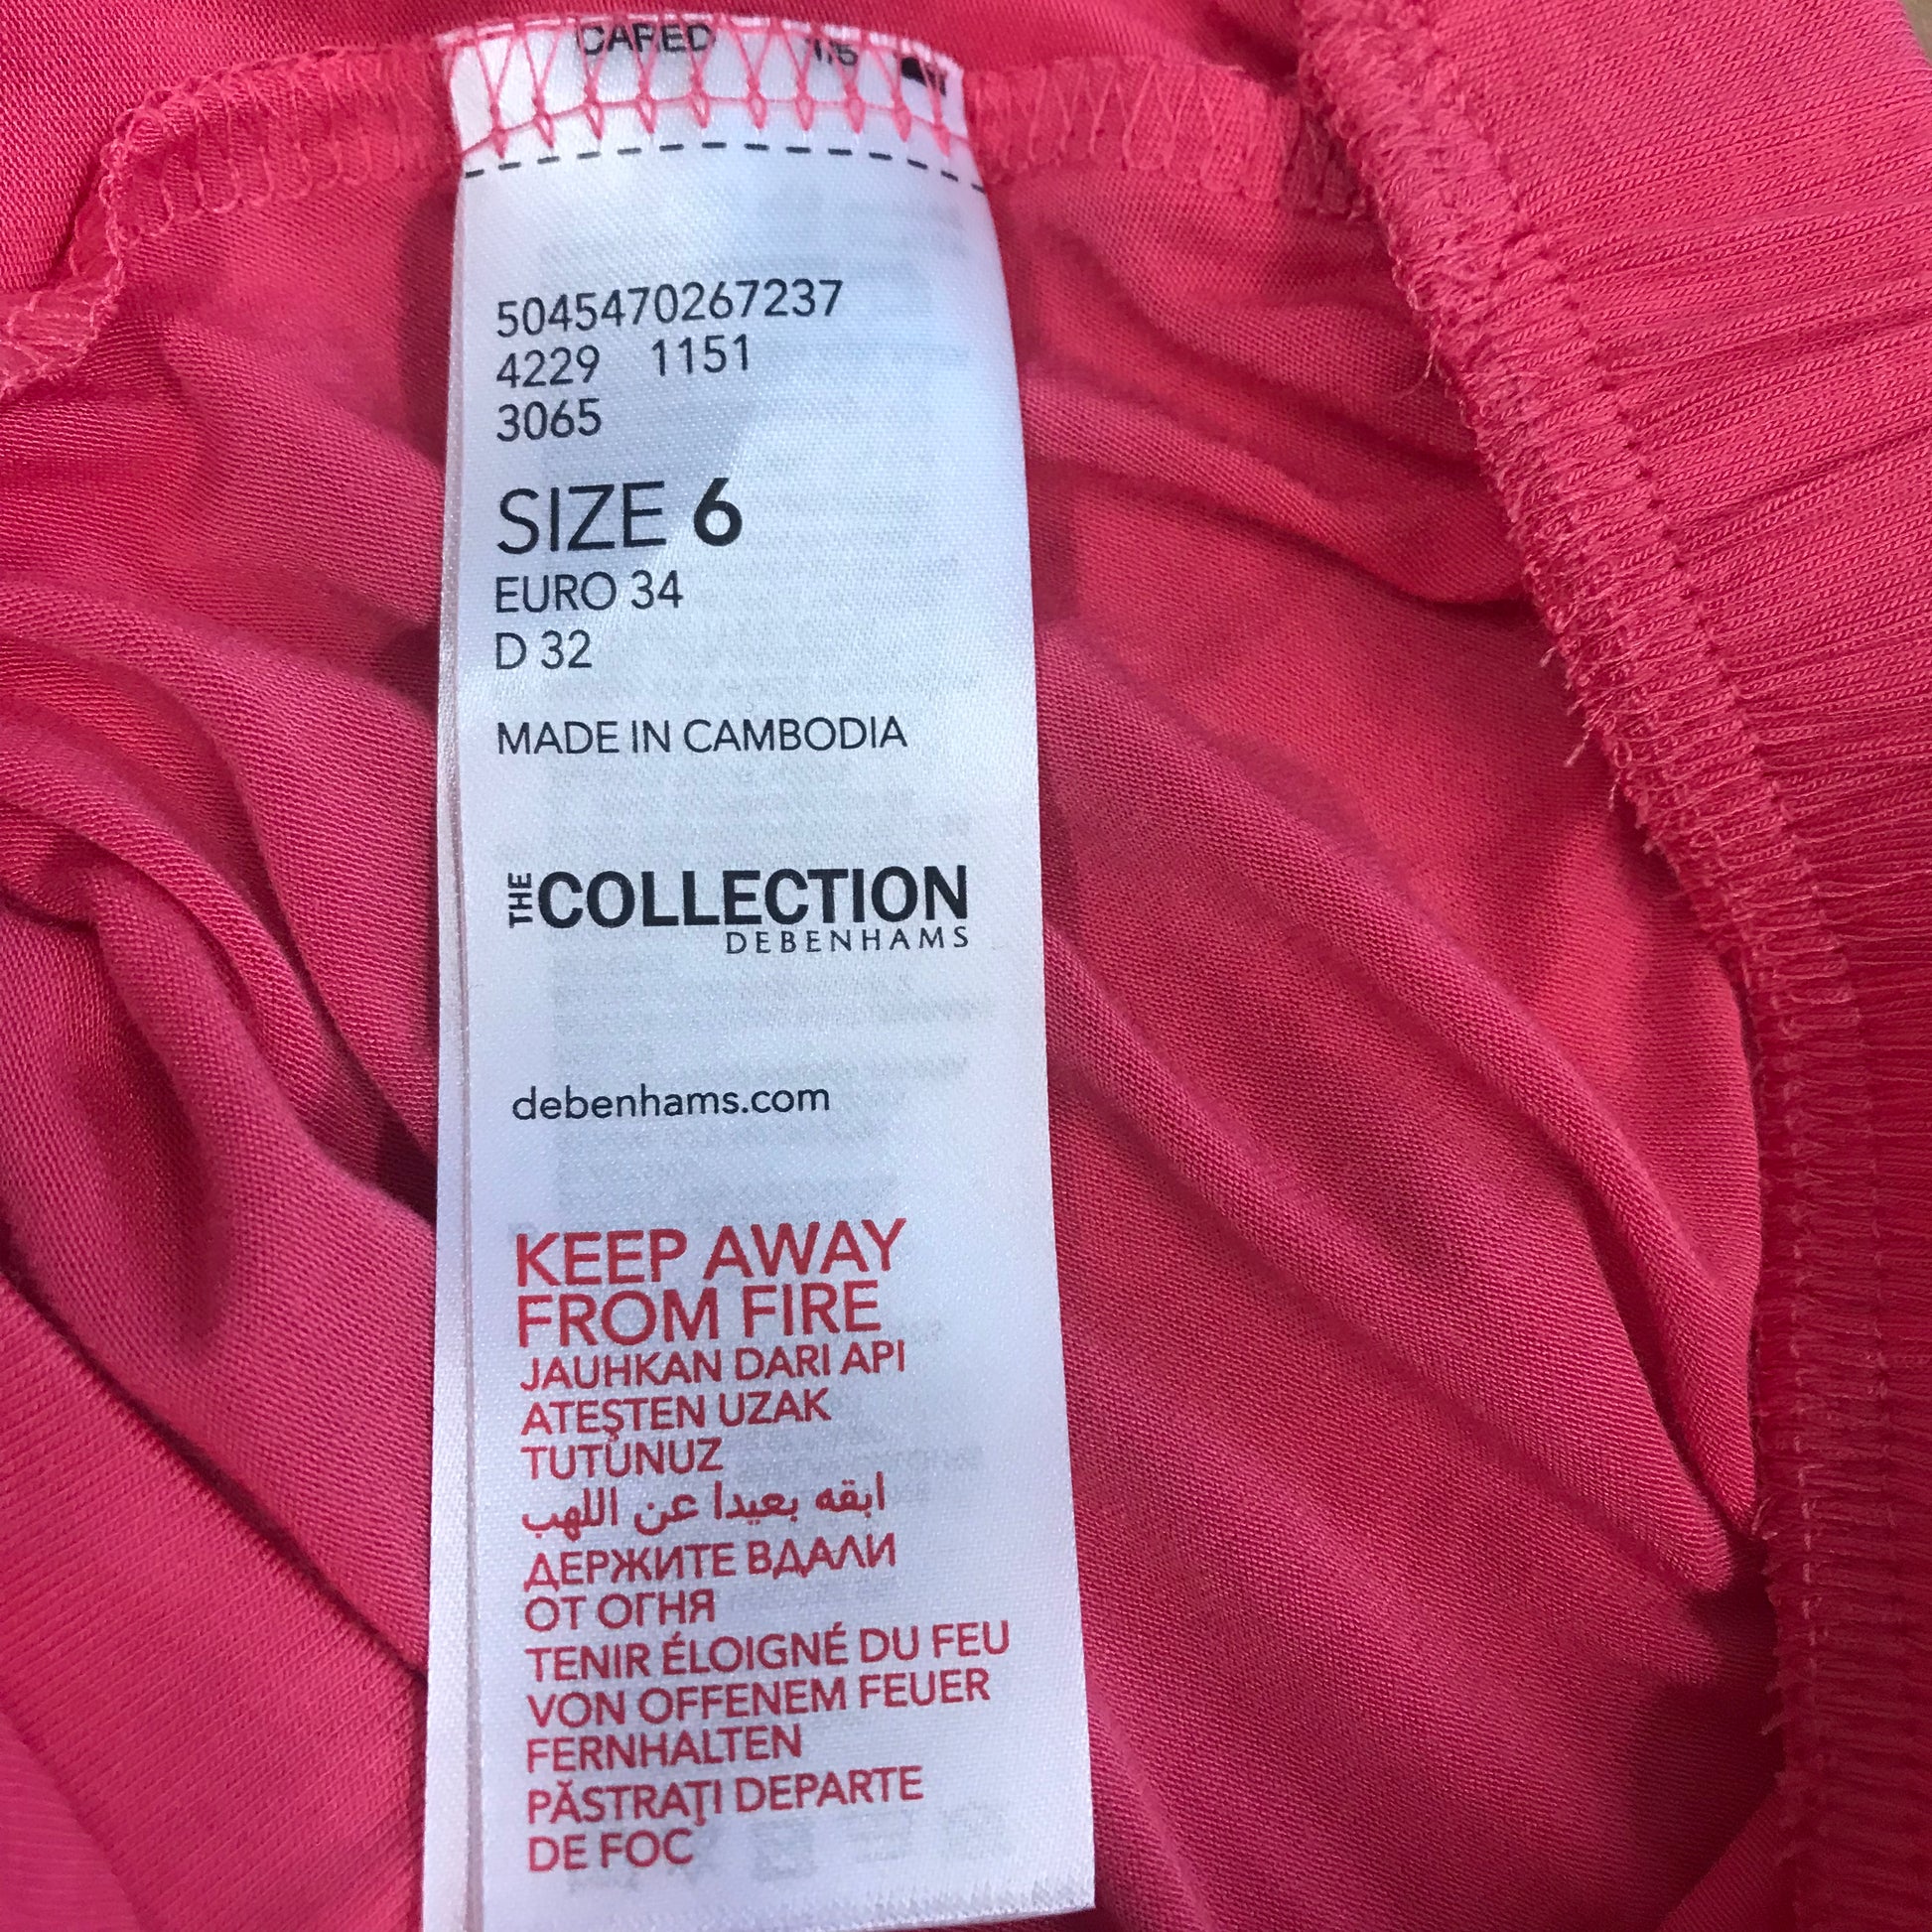 CARED
5045470267237
4229 1151
3065
SIZE 6
EURO 34
D 32
MADE IN CAMBODIA
THE COLLECTION
DEBENHAMS
debenhams.com
KEEP AWAY
FROM FIRE
JAUHKAN DARI API
ATEŞTEN UZAK
TUTUNUZ
ابقه بعيدا عن اللهب
ДЕРЖИТЕ ВДАЛИ
ОТ ОГНЯ
TENIR ÉLOIGNÉ DU FEU
VON OFFENEM FEUER
FERNHALTEN
PĂSTRAŢI DEPARTE
DE FOC